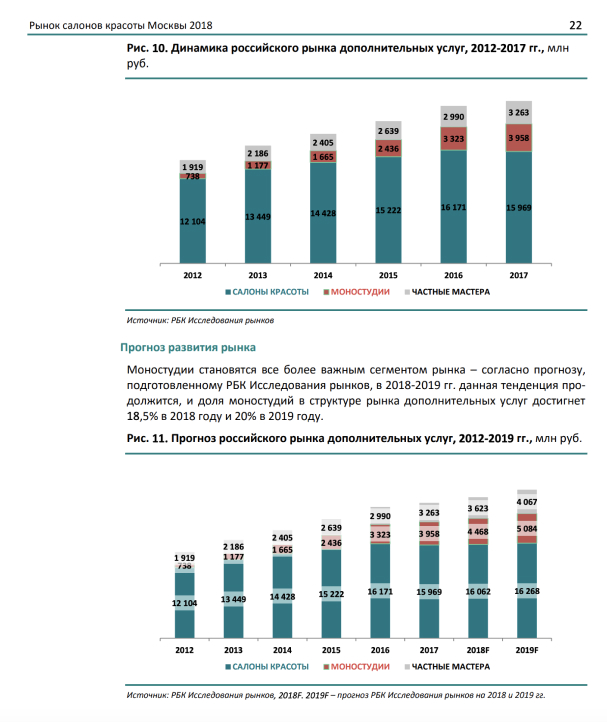 Рынок салонов красоты Москвы 2018
22
Рис. 10. Динамика российского рынка дополнительных услуг, 2012-2017 гг., млн
руб.
1 919 2 186 2 405 2 639 2 990 3 263
738 1 177 1 665 2 436 3 323 3 958
12 104 13 449 14 428 15 222 16 171 15 969
2012 2013 2014 2015 2016 2017
САЛОНЫ КРАСОТЫ МОНОСТУДИИ ЧАСТНЫЕ МАСТЕРА
Источник: РБК Исследования рынков
Прогноз развития рынка
Моностудии становятся все более важным сегментом рынка – согласно прогнозу,
подготовленному РБК Исследования рынков, в 2018-2019 гг. данная тенденция про-
должится, и доля моностудий в структуре рынка дополнительных услуг достигнет
18,5% в 2018 году и 20% в 2019 году.
Рис. 11. Прогноз российского рынка дополнительных услуг, 2012-2019 гг., млн руб.
1 919 2 186 2 405 2 639 2 990 3 263 3 623 4 067
738 1 177 1 665 2 436 3 323 3 958 4 468 5 084
12 104 13 449 14 428 15 222 16 171 15 969 16 062 16 268
2012 2013 2014 2015 2016 2017 2018F 2019F
САЛОНЫ КРАСОТЫ МОНОСТУДИИ ЧАСТНЫЕ МАСТЕРА
Источник: РБК Исследования рынков, 2018F. 2019F – прогноз РБК Исследования рынков на 2018 и 2019 гг.